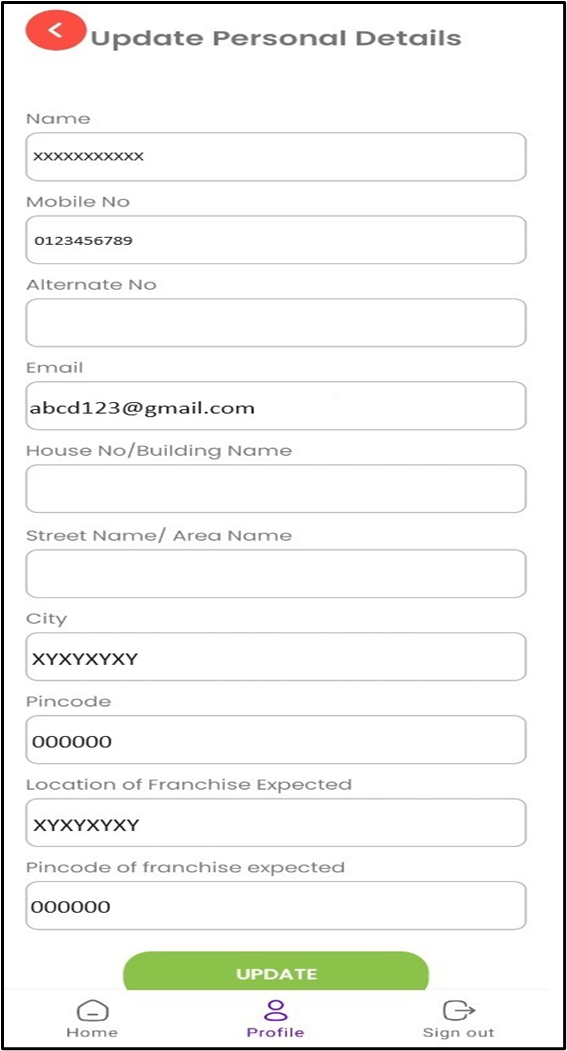 Update Personal Details
Name
xxxxxxxxxxx
Mobile No
0123456789
Alternate No
Email
abcd123@gmail.com
House No/Building Name
Street Name/ Area Name
City
XYXYXYXY
Pincode
000000
Location of Franchise Expected
XYXYXYXY
Pincode of franchise expected
000000
UPDATE
Home Profile Sign out